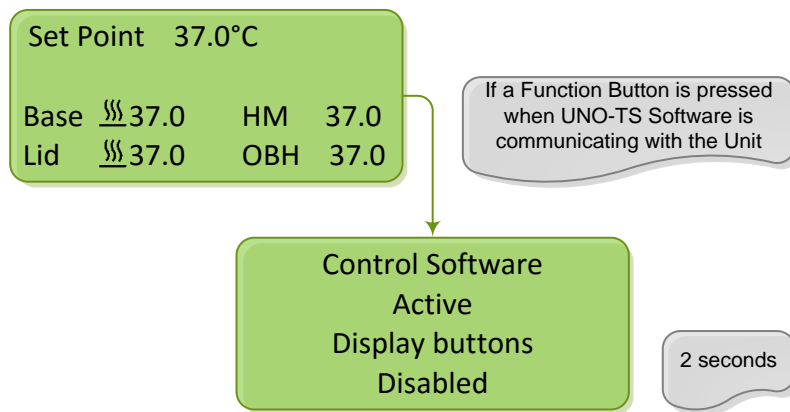 Set Point 37.0°C
Base 37.0 HM 37.0
Lid 37.0 OBH 37.0
If a Function Button is pressed
when UNO-TS Software is
communicating with the Unit
Control Software
Active
Display buttons
Disabled
2 seconds